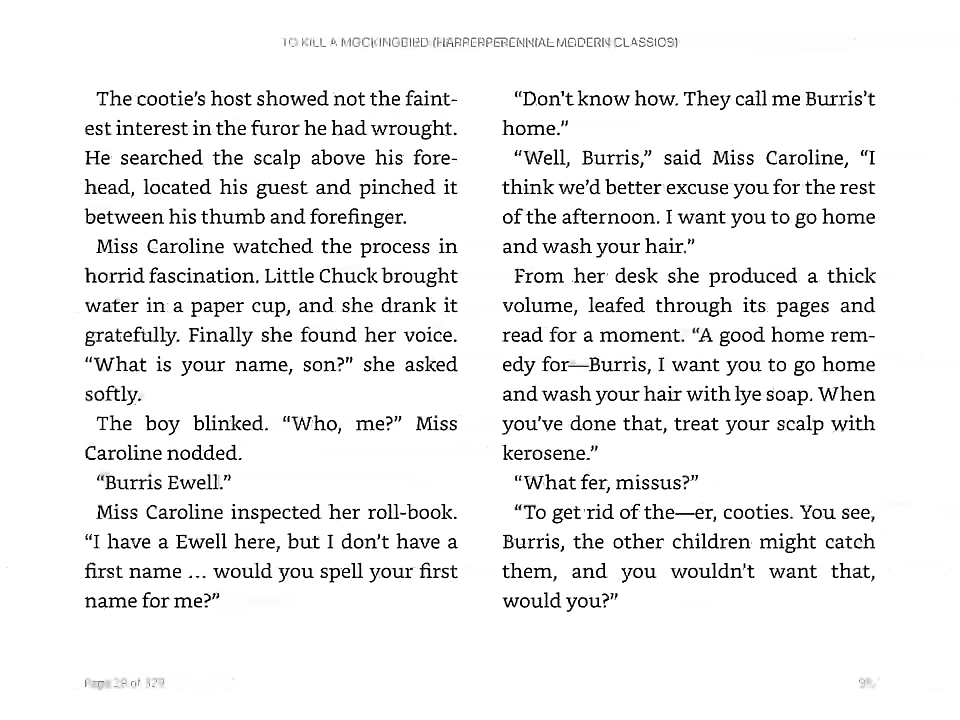 TO KILL A MOCKINGBIRD (HARPERPERENNIAL MODERN CLASSICS)
The cootie's host showed not the faint-
est interest in the furor he had wrought.
He searched the scalp above his fore-
head, located his guest and pinched it
between his thumb and forefinger.
Miss Caroline watched the process in
horrid fascination. Little Chuck brought
water in a paper cup, and she drank it
gratefully. Finally she found her voice.
“What is your name, son?” she asked
softly.
The boy blinked. “Who, me?” Miss
Caroline nodded.
“Burris Ewell.”
Miss Caroline inspected her roll-book.
“I have a Ewell here, but I don't have a
first name … would you spell your first
name for me?”
“Don't know how. They call me Burris't
home.”
“Well, Burris,” said Miss Caroline, “I
think we'd better excuse you for the rest
of the afternoon. I want you to go home
and wash your hair.”
From her desk she produced a thick
volume, leafed through its pages and
read for a moment. “A good home rem-
edy for—Burris, I want you to go home
and wash your hair with lye soap. When
you've done that, treat your scalp with
kerosene.”
“What fer, missus?”
“To get rid of the—er, cooties. You see,
Burris, the other children might catch
them, and you wouldn't want that,
would you?”
Page 28 of 329